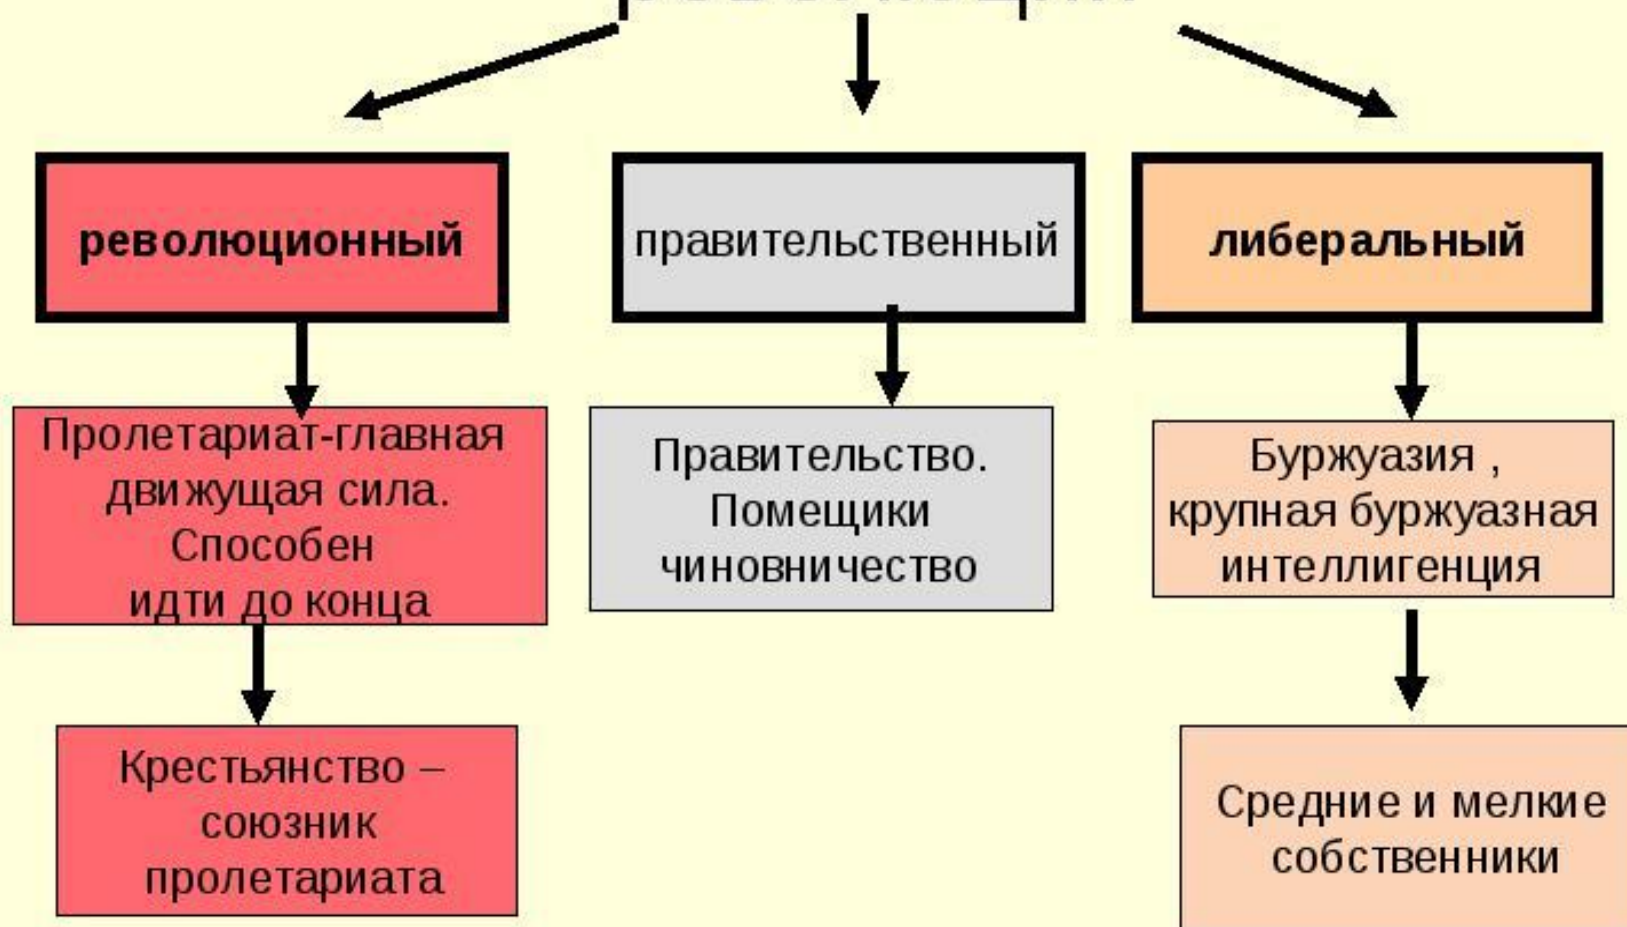 революционный
правительственный
либеральный
Пролетариат-главная
движущая сила.
Способен
идти до конца
Правительство.
Помещики
чиновничество
Буржуазия ,
крупная буржуазная
интеллигенция
Крестьянство –
союзник
пролетариата
Средние и мелкие
собственники